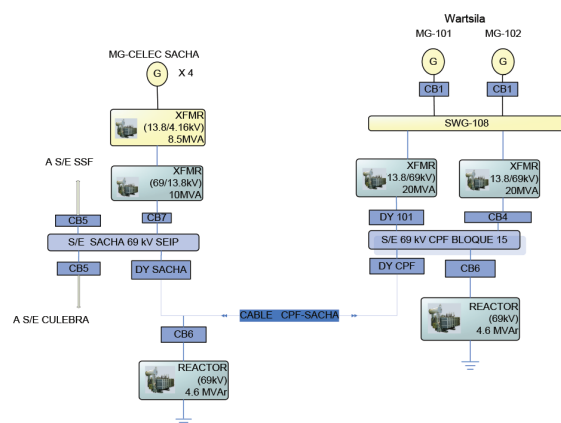 Wartsila
MG-101
MG-102
MG-CELEC SACHA
G
X 4
G
G
CB1
CB1
XFMR
(13.8/4.16kV)
8.5MVA
SWG-108
A S/E SSF
XFMR
(69/13.8kV)
10MVA
XFMR
13.8/69kV)
20MVA
XFMR
13.8/69kV)
20MVA
CB5
CB7
DY 101
CB4
S/E SACHA 69 kV SEIP
S/E 69 kV CPF BLOQUE 15
CB5
DY SACHA
DY CPF
CB6
A S/E CULEBRA
CABLE CPF-SACHA
CB6
REACTOR
(69kV)
4.6 MVAr
REACTOR
(69kV)
4.6 MVAr